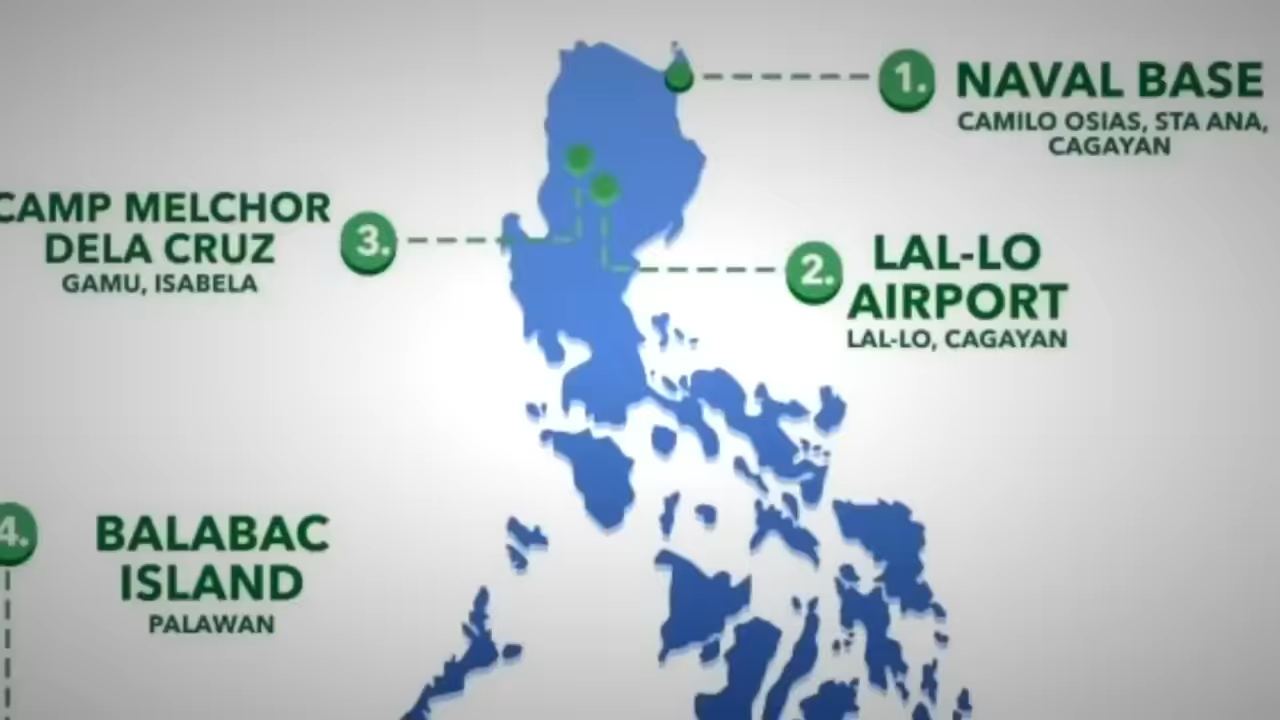 1. NAVAL BASE
CAMILO OSIAS, STA ANA,
CAGAYAN
CAMP MELCHOR
DELA CRUZ
GAMU, ISABELA
3.
2. LAL-LO
AIRPORT
LAL-LO, CAGAYAN
4. BALABAC
ISLAND
PALAWAN